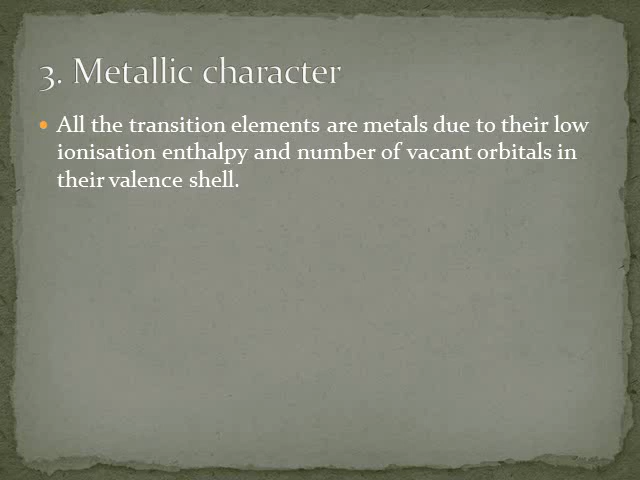 3. Metallic character
• All the transition elements are metals due to their low
ionisation enthalpy and number of vacant orbitals in
their valence shell.